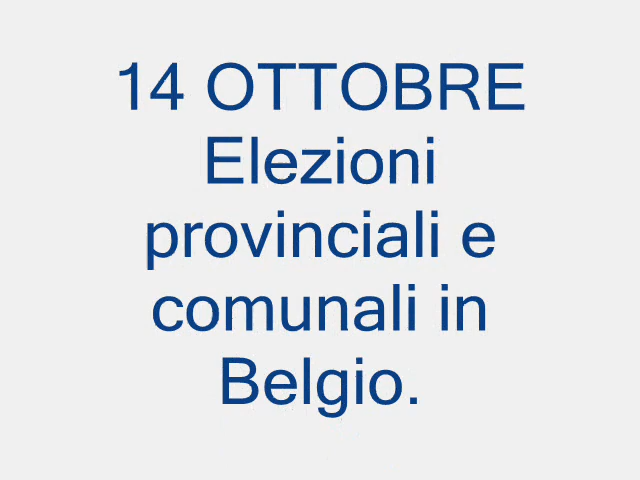 14 OTTOBRE
Elezioni
provinciali e
comunali in
Belgio.